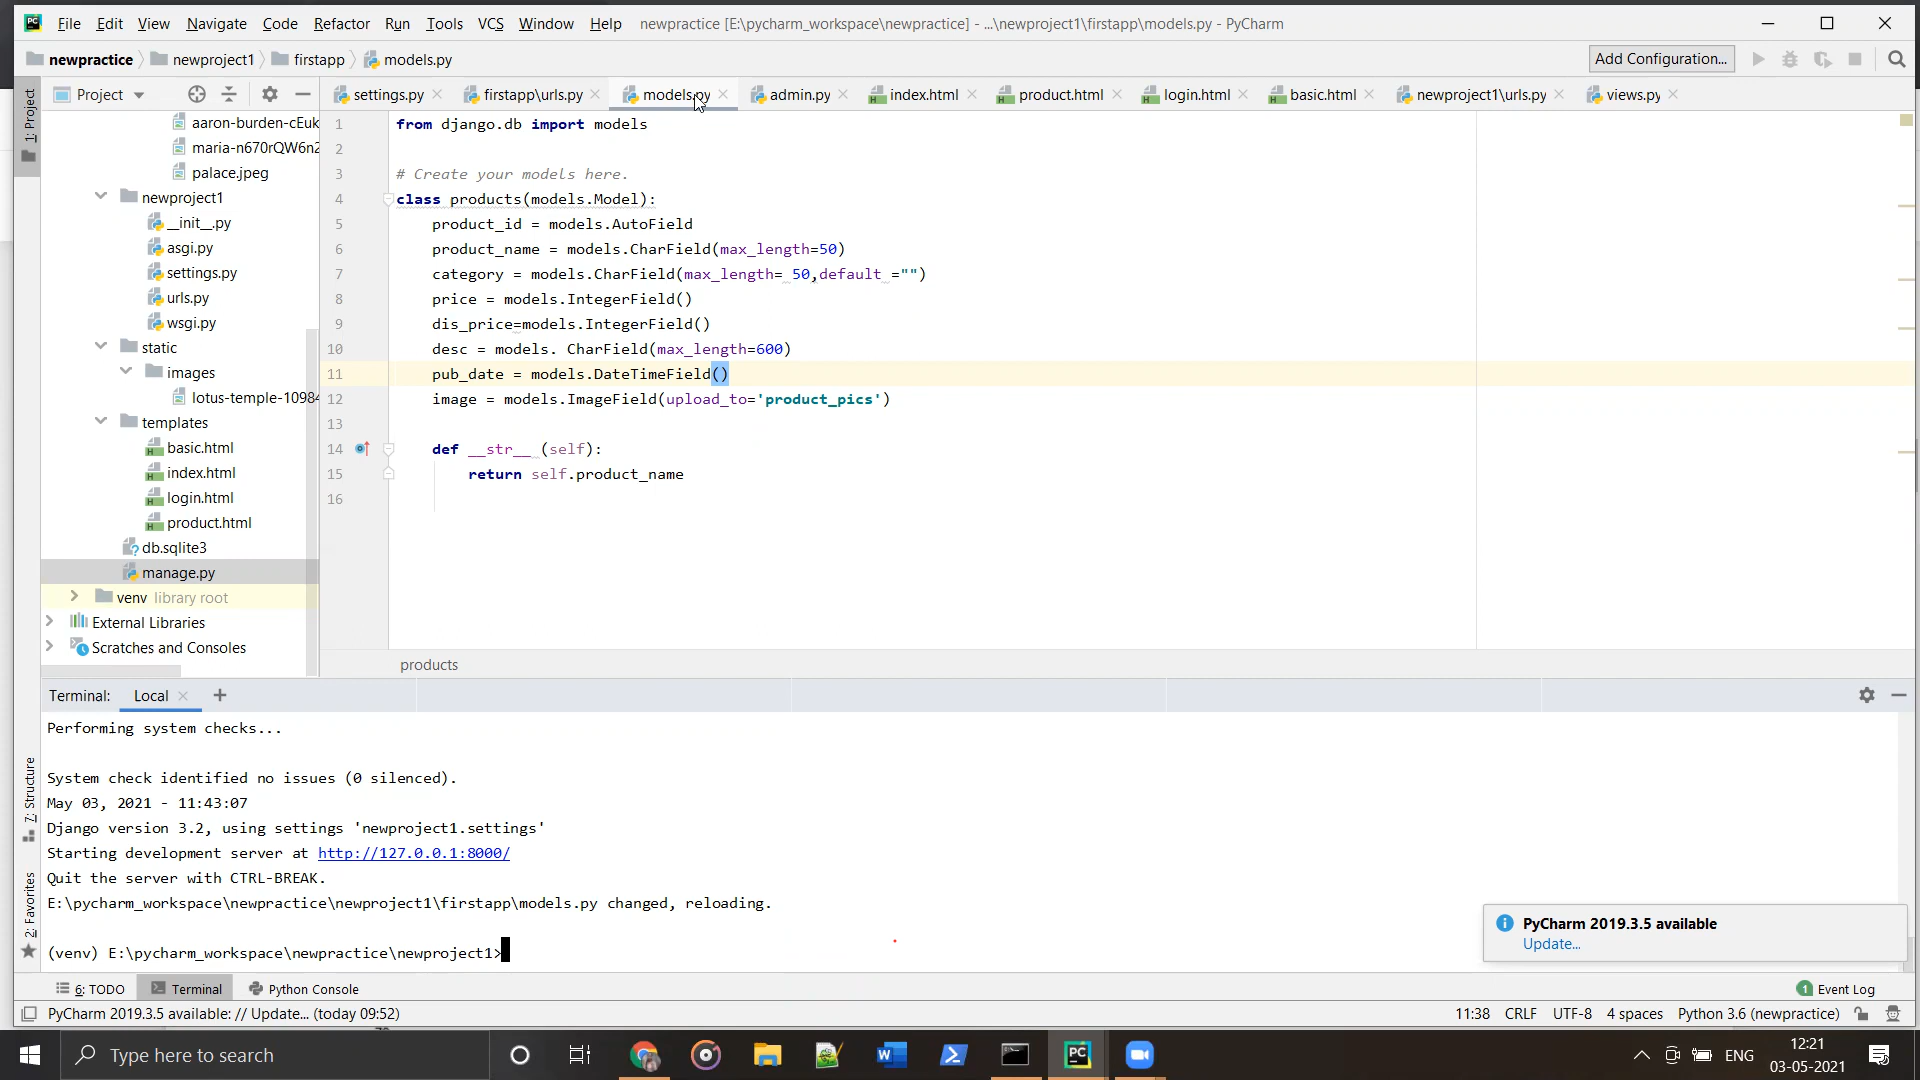 File Edit View Navigate Code Refactor Run Tools VCS Window Help newpractice [E:\pycharm_workspace\newpractice] - ...\newproject1\firstapp\models.py - PyCharm
newpractice newproject1 firstapp models.py Add Configuration...
1: Project
Project settings.py firstapp\urls.py models.py admin.py index.html product.html login.html basic.html newproject1\urls.py views.py
aaron-burden-cEuk
maria-n670rQW6n2
palace.jpeg
newproject1
__init__.py
asgi.py
settings.py
urls.py
wsgi.py
static
images
lotus-temple-10984
templates
basic.html
index.html
login.html
product.html
db.sqlite3
manage.py
venv library root
External Libraries
Scratches and Consoles
1 from django.db import models
2
3 # Create your models here.
4 class products(models.Model):
5 product_id = models.AutoField
6 product_name = models.CharField(max_length=50)
7 category = models.CharField(max_length= 50,default ="")
8 price = models.IntegerField()
9 dis_price=models.IntegerField()
10 desc = models. CharField(max_length=600)
11 pub_date = models.DateTimeField()
12 image = models.ImageField(upload_to='product_pics')
13
14 def __str__ (self):
15 return self.product_name
16
products
Terminal: Local +
7: Structure
2: Favorites
Performing system checks...
System check identified no issues (0 silenced).
May 03, 2021 - 11:43:07
Django version 3.2, using settings 'newproject1.settings'
Starting development server at http://127.0.0.1:8000/
Quit the server with CTRL-BREAK.
E:\pycharm_workspace\newpractice\newproject1\firstapp\models.py changed, reloading.
(venv) E:\pycharm_workspace\newpractice\newproject1>
PyCharm 2019.3.5 available
Update...
6: TODO Terminal Python Console 1 Event Log
PyCharm 2019.3.5 available: // Update... (today 09:52) 11:38 CRLF UTF-8 4 spaces Python 3.6 (newpractice)
Type here to search PC ENG 12:21
03-05-2021